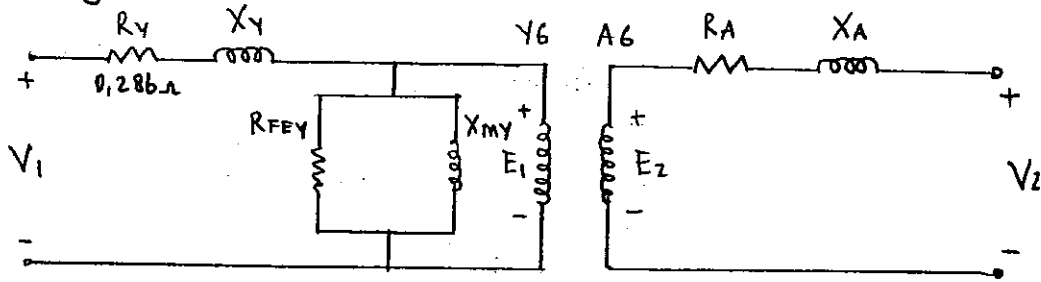 RY XY YG AG RA XA
+ 0,286Ω +
RFEY XMY + +
V1 E1 E2 V2
- -
- -